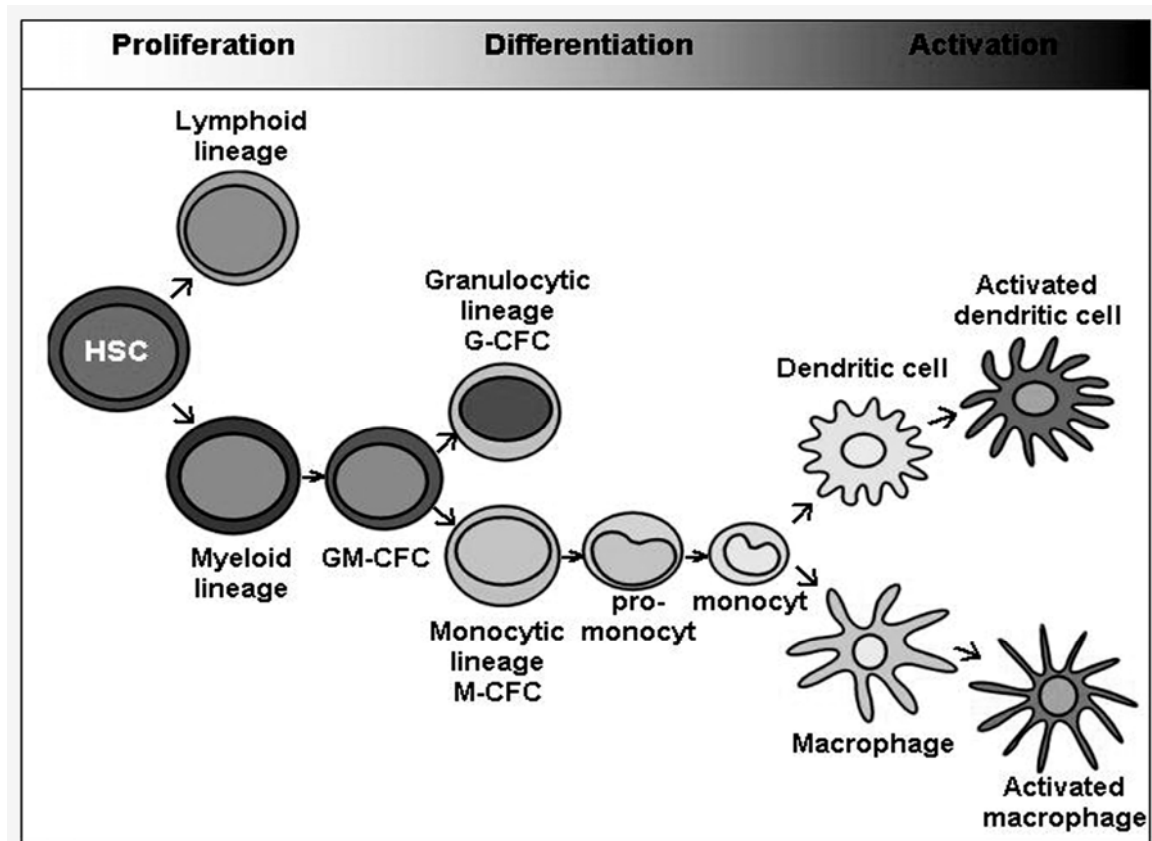 Proliferation
Differentiation
Activation
Lymphoid
lineage
HSC
Granulocytic
lineage
G-CFC
Activated
dendritic cell
Dendritic cell
Myeloid
lineage
GM-CFC
Monocytic
lineage
M-CFC
pro-
monocyt
monocyt
Macrophage
Activated
macrophage